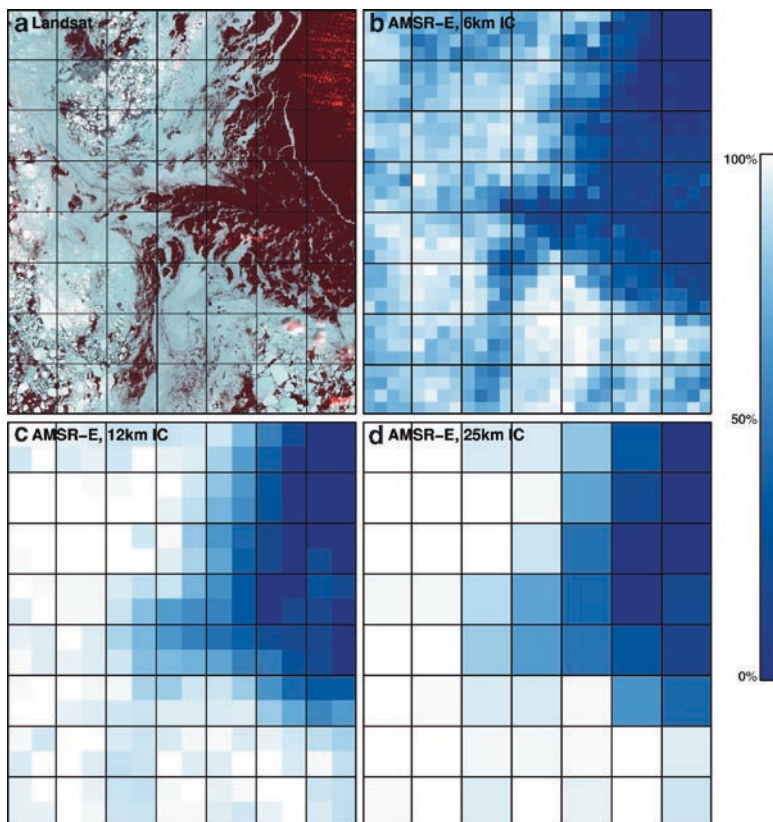 a Landsat
b AMSR-E, 6km IC
c AMSR-E, 12km IC
d AMSR-E, 25km IC
100%
50%
0%